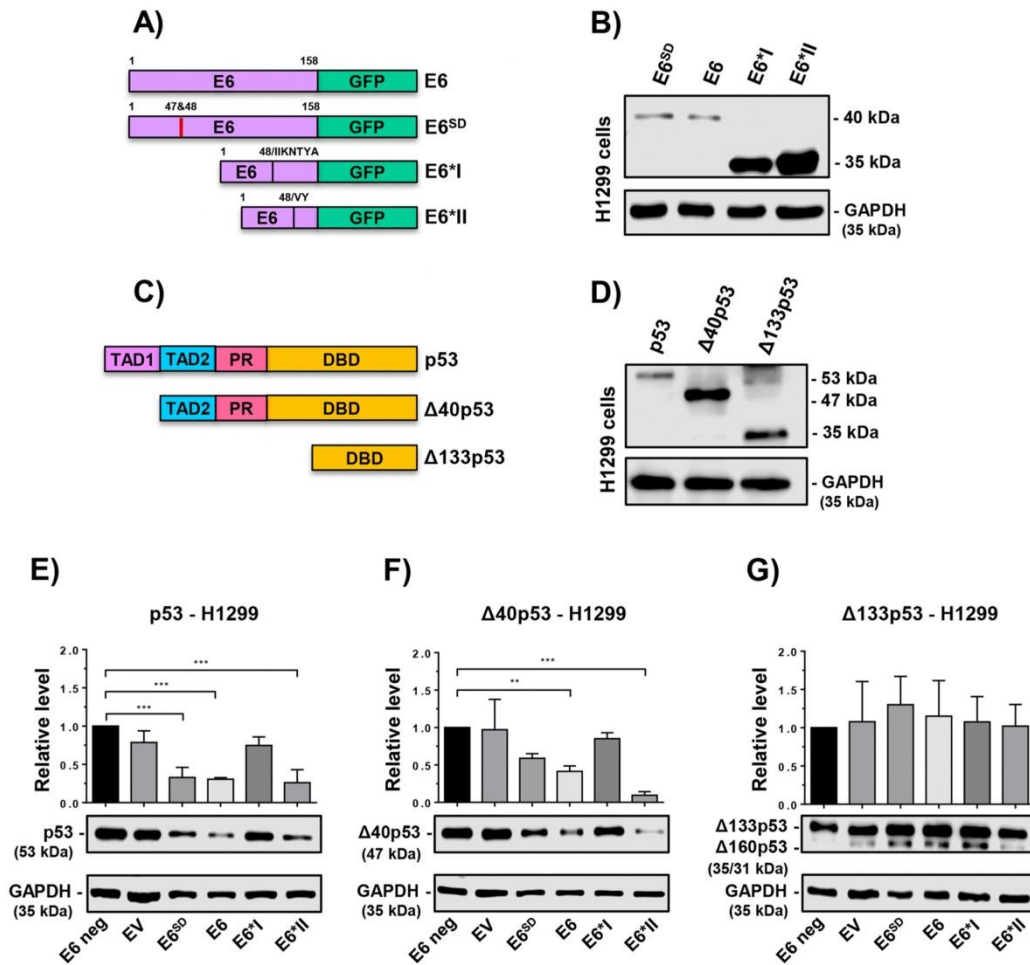 A)
1 158
E6 GFP E6
1 47&48 158
E6 GFP E6ˢᴰ
1 48/IIKNTYA
E6 GFP E6*I
1 48/VY
E6 GFP E6*II
B)
E6ˢᴰ E6 E6*I E6*II
H1299 cells
- 40 kDa
- 35 kDa
- GAPDH
(35 kDa)
C)
TAD1 TAD2 PR DBD p53
TAD2 PR DBD Δ40p53
DBD Δ133p53
D)
p53 Δ40p53 Δ133p53
H1299 cells
- 53 kDa
- 47 kDa
- 35 kDa
- GAPDH
(35 kDa)
E)
p53 - H1299
Relative level
2.0
1.5
1.0
0.5
0.0
***
***
***
p53 -
(53 kDa)
GAPDH -
(35 kDa)
E6 neg EV E6ˢᴰ E6 E6*I E6*II
F)
Δ40p53 - H1299
Relative level
2.0
1.5
1.0
0.5
0.0
***
**
Δ40p53 -
(47 kDa)
GAPDH -
(35 kDa)
E6 neg EV E6ˢᴰ E6 E6*I E6*II
G)
Δ133p53 - H1299
Relative level
2.0
1.5
1.0
0.5
0.0
Δ133p53 -
Δ160p53 -
(35/31 kDa)
GAPDH -
(35 kDa)
E6 neg EV E6ˢᴰ E6 E6*I E6*II